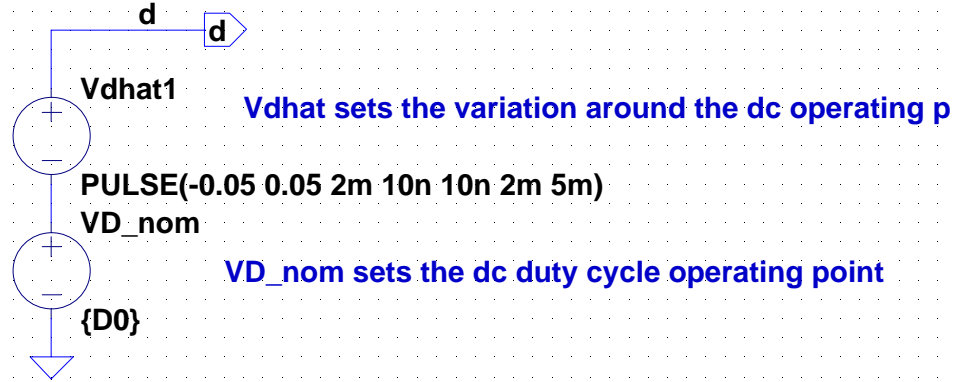 d
d
Vdhat1
Vdhat sets the variation around the dc operating p
PULSE(-0.05 0.05 2m 10n 10n 2m 5m)
VD_nom
VD_nom sets the dc duty cycle operating point
{D0}